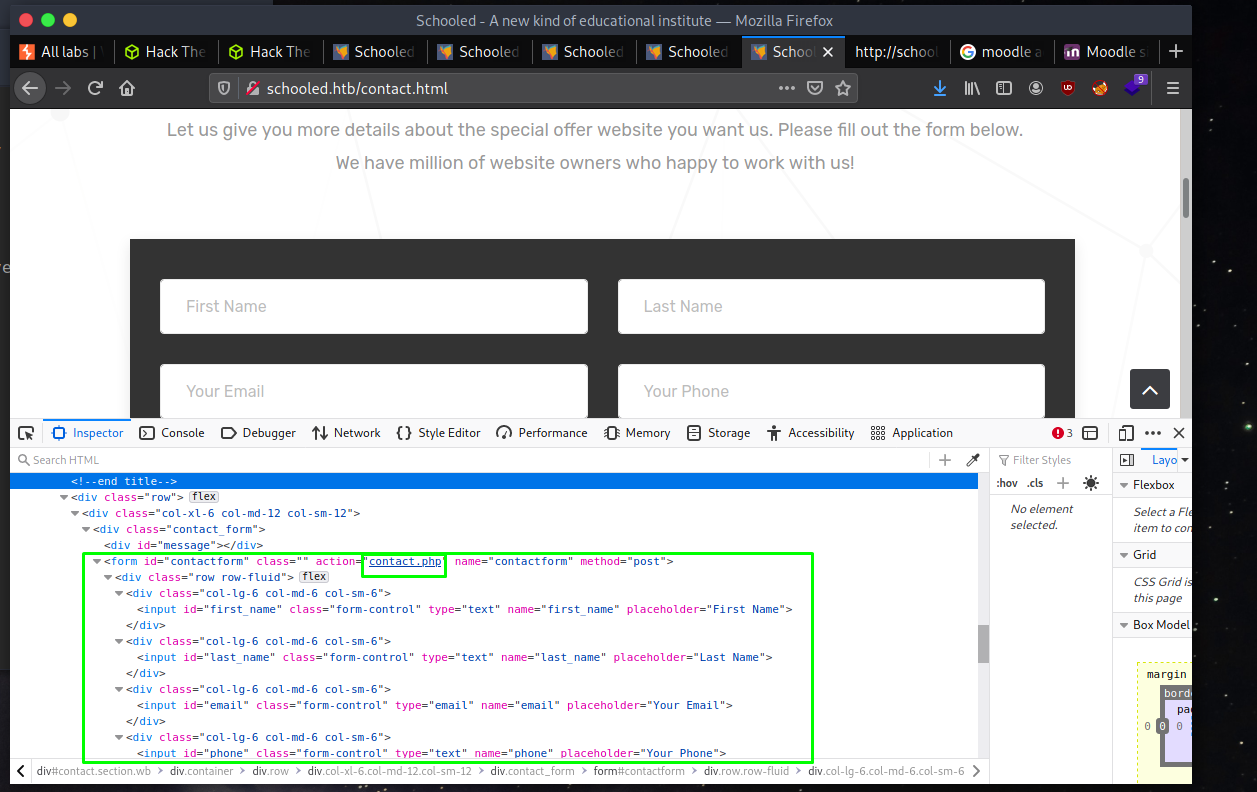 Schooled - A new kind of educational institute — Mozilla Firefox
All labs |
Hack The
Hack The
Schooled
Schooled
Schooled
Schooled
School
http://school
moodle a
Moodle s
schooled.htb/contact.html
9
Let us give you more details about the special offer website you want us. Please fill out the form below.
We have million of website owners who happy to work with us!
First Name
Last Name
Your Email
Your Phone
Inspector
Console
Debugger
Network
Style Editor
Performance
Memory
Storage
Accessibility
Application
3
Search HTML
Filter Styles
Layo
:hov .cls
No element
selected.
Flexbox
Select a Fle
item to con
Grid
CSS Grid is
this page
Box Model
margin
borde
pad
0 0 0
<!--end title-->
<div class="row"> flex
<div class="col-xl-6 col-md-12 col-sm-12">
<div class="contact_form">
<div id="message"></div>
<form id="contactform" class="" action="contact.php" name="contactform" method="post">
<div class="row row-fluid"> flex
<div class="col-lg-6 col-md-6 col-sm-6">
<input id="first_name" class="form-control" type="text" name="first_name" placeholder="First Name">
</div>
<div class="col-lg-6 col-md-6 col-sm-6">
<input id="last_name" class="form-control" type="text" name="last_name" placeholder="Last Name">
</div>
<div class="col-lg-6 col-md-6 col-sm-6">
<input id="email" class="form-control" type="email" name="email" placeholder="Your Email">
</div>
<div class="col-lg-6 col-md-6 col-sm-6">
<input id="phone" class="form-control" type="text" name="phone" placeholder="Your Phone">
div#contact.section.wb > div.container > div.row > div.col-xl-6.col-md-12.col-sm-12 > div.contact_form > form#contactform > div.row.row-fluid > div.col-lg-6.col-md-6.col-sm-6